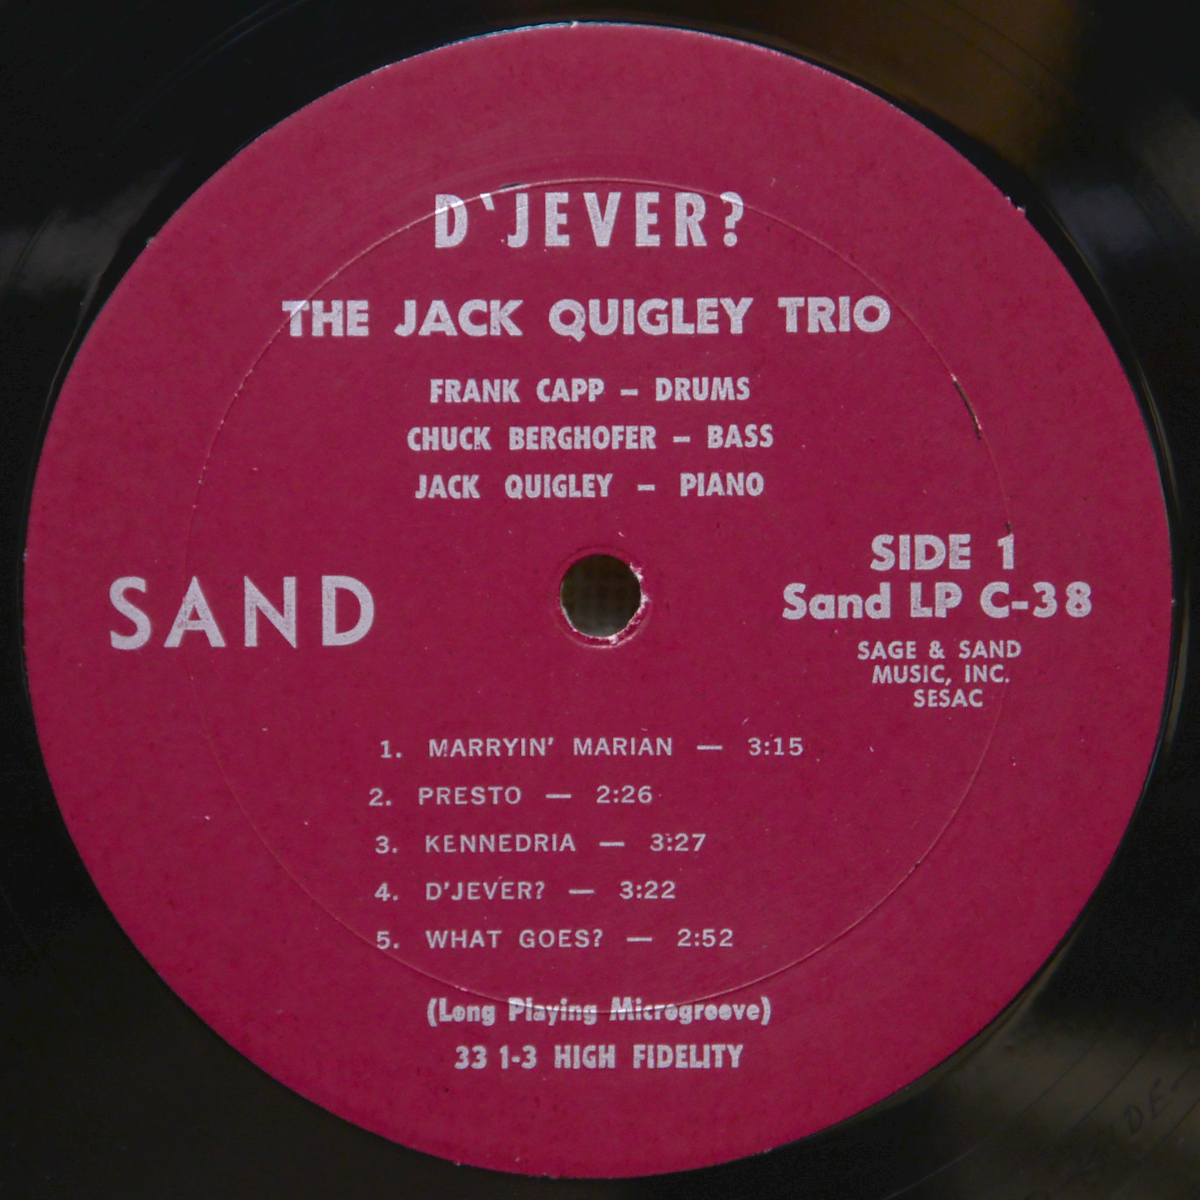 D'JEVER?
THE JACK QUIGLEY TRIO
FRANK CAPP – DRUMS
CHUCK BERGHOFER – BASS
JACK QUIGLEY – PIANO
SAND
SIDE 1
Sand LP C-38
SAGE & SAND
MUSIC, INC.
SESAC
1. MARRYIN' MARIAN — 3:15
2. PRESTO — 2:26
3. KENNEDRIA — 3:27
4. D'JEVER? — 3:22
5. WHAT GOES? — 2:52
(Long Playing Microgroove)
33 1-3 HIGH FIDELITY